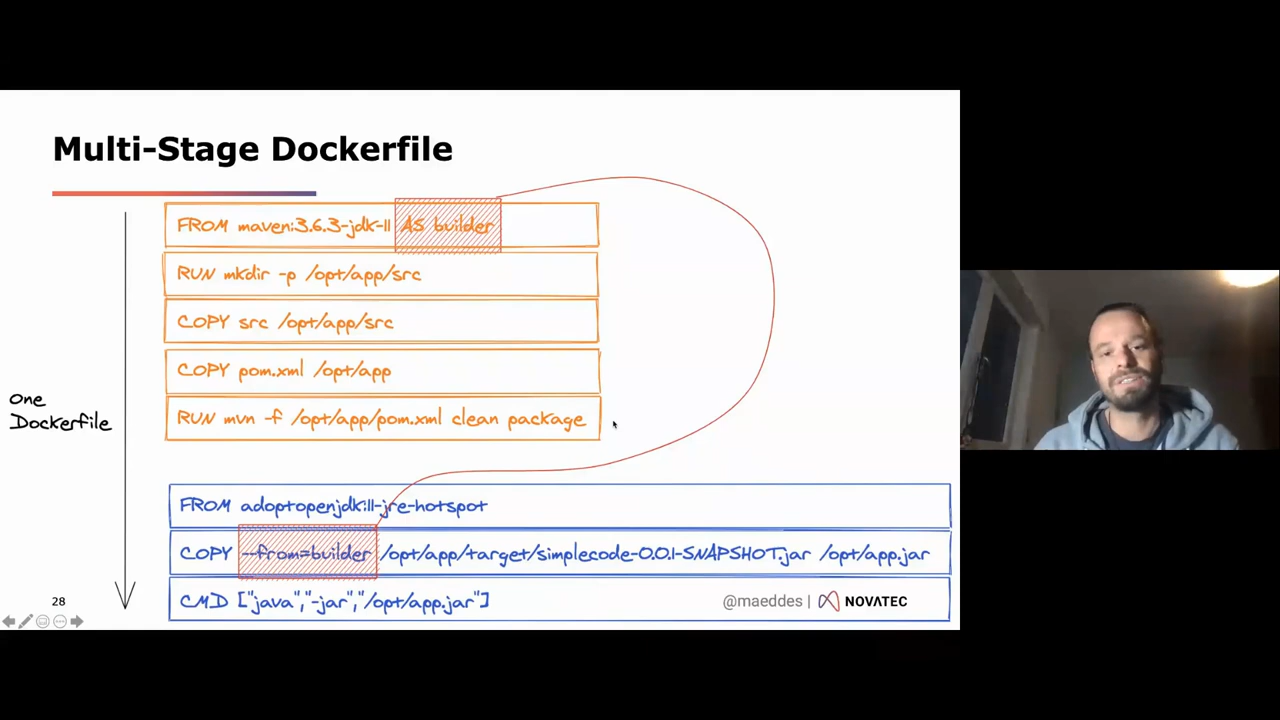 Multi-Stage Dockerfile
FROM maven:3.6.3-jdk-11 AS builder
RUN mkdir -p /opt/app/src
COPY src /opt/app/src
COPY pom.xml /opt/app
RUN mvn -f /opt/app/pom.xml clean package
One
Dockerfile
FROM adoptopenjdk:11-jre-hotspot
COPY --from=builder /opt/app/target/simplecode-0.0.1-SNAPSHOT.jar /opt/app.jar
CMD ["java","-jar","/opt/app.jar"]
28
@maeddes | NOVATEC